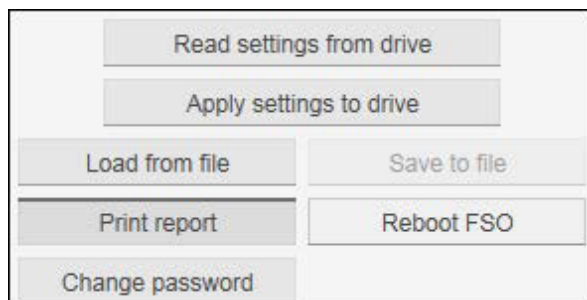 Read settings from drive
Apply settings to drive
Load from file
Save to file
Print report
Reboot FSO
Change password